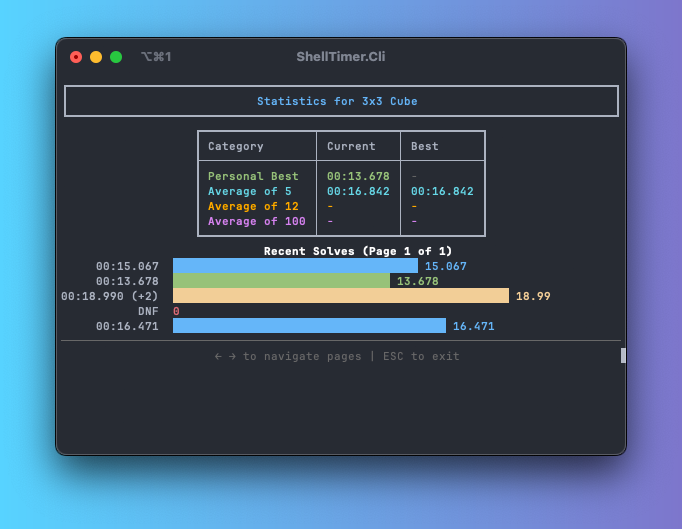 ⌥⌘1 ShellTimer.Cli
Statistics for 3x3 Cube
Category Current Best
Personal Best 00:13.678 -
Average of 5 00:16.842 00:16.842
Average of 12 - -
Average of 100 - -
Recent Solves (Page 1 of 1)
00:15.067 15.067
00:13.678 13.678
00:18.990 (+2) 18.99
DNF 0
00:16.471 16.471
← → to navigate pages | ESC to exit